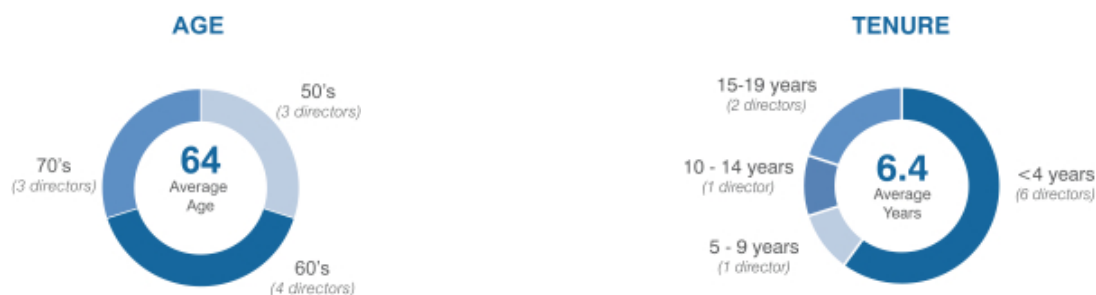 AGE
50's
(3 directors)
70's
(3 directors)
64
Average
Age
60's
(4 directors)
TENURE
15-19 years
(2 directors)
10 - 14 years
(1 director)
6.4
Average
Years
<4 years
(6 directors)
5 - 9 years
(1 director)